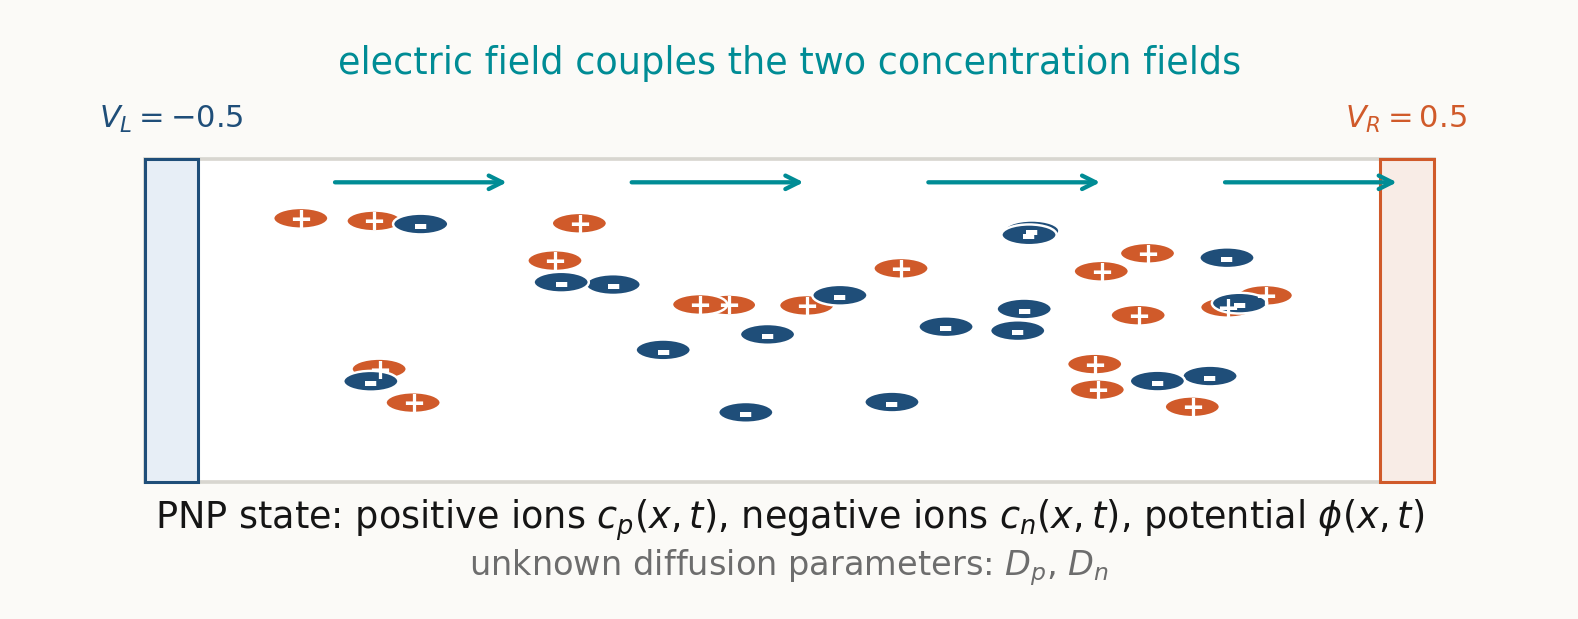 electric field couples the two concentration fields
V_L = −0.5
V_R = 0.5
PNP state: positive ions c_p(x, t), negative ions c_n(x, t), potential ϕ(x, t)
unknown diffusion parameters: D_p, D_n